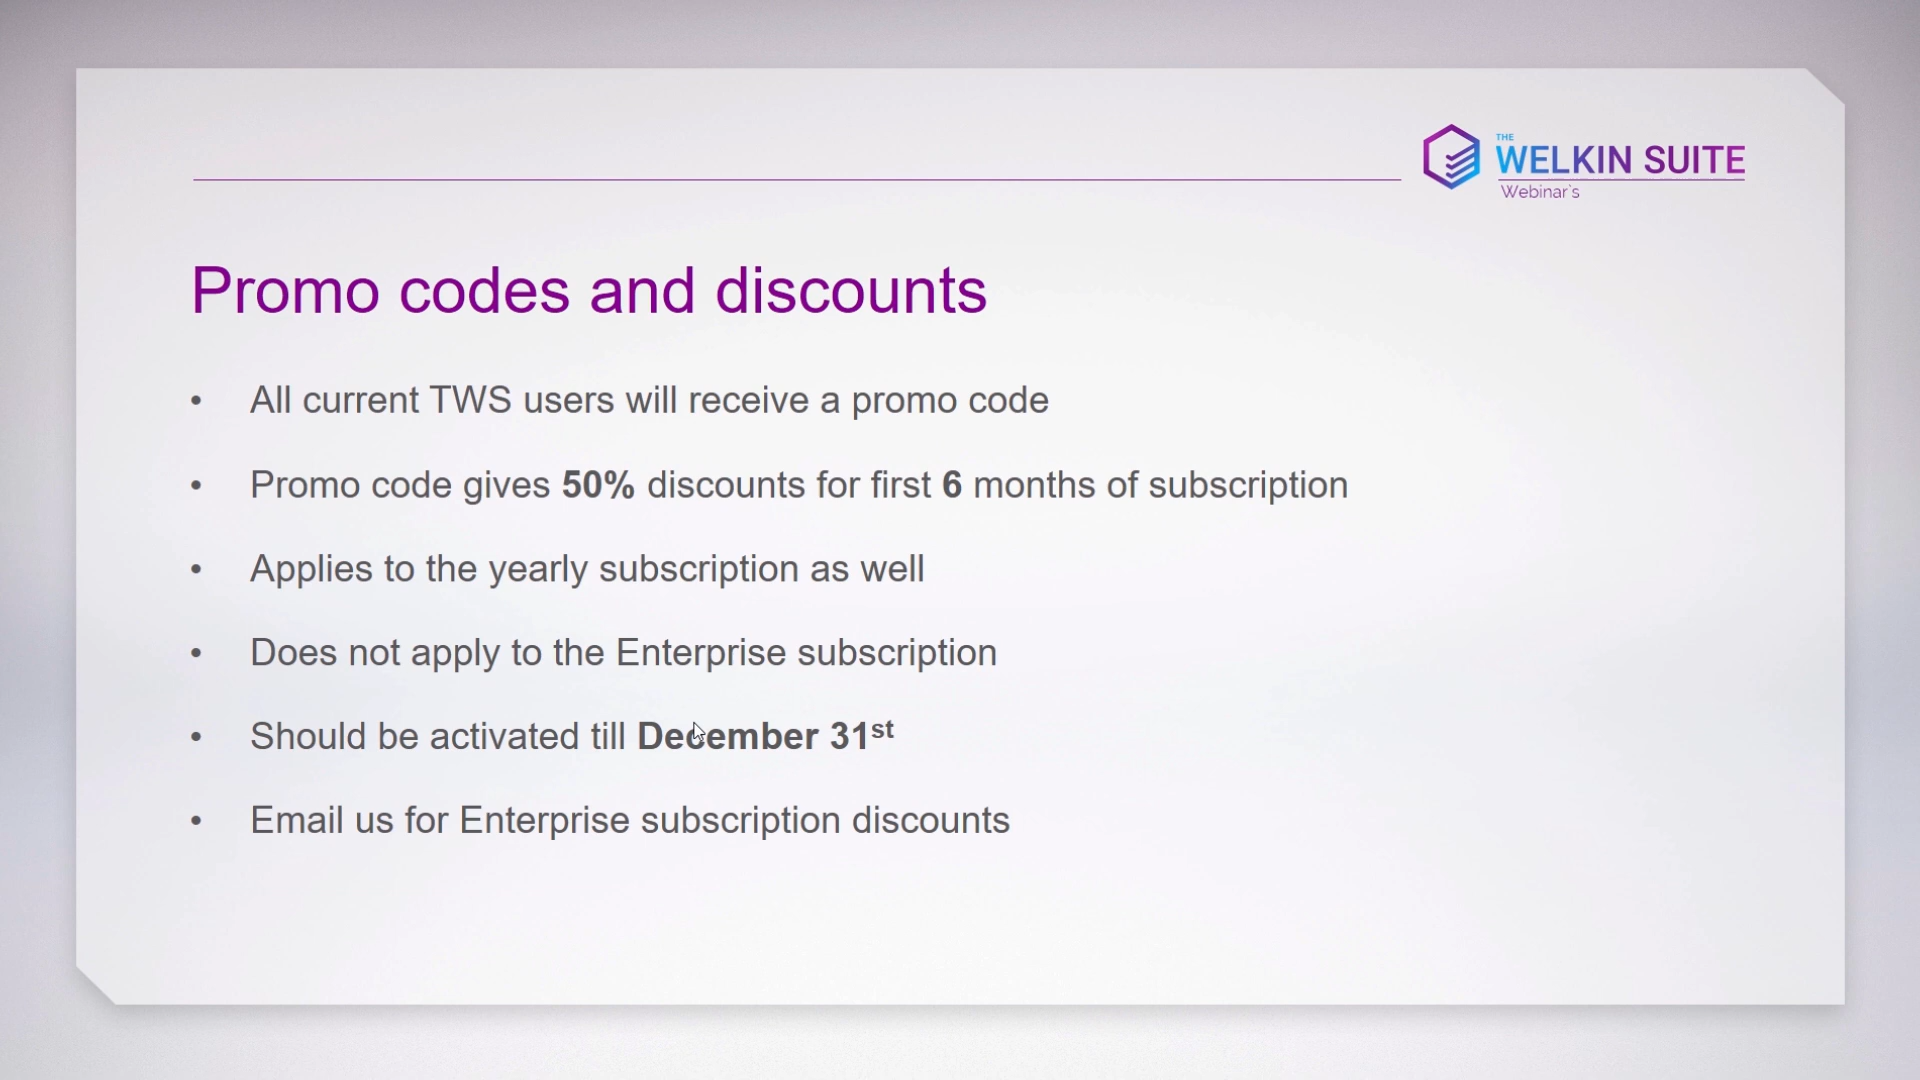 THE
WELKIN SUITE
Webinar`s
Promo codes and discounts
• All current TWS users will receive a promo code
• Promo code gives 50% discounts for first 6 months of subscription
• Applies to the yearly subscription as well
• Does not apply to the Enterprise subscription
• Should be activated till December 31st
• Email us for Enterprise subscription discounts